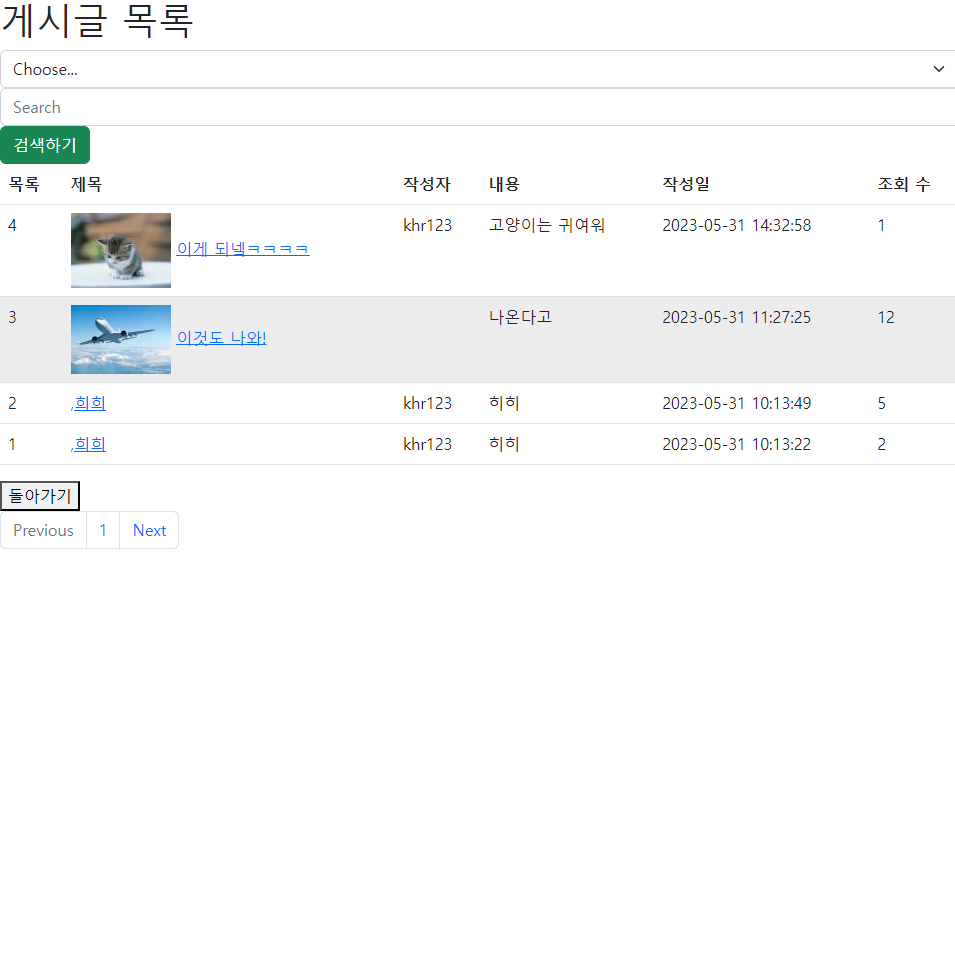 게시글 목록
Choose...
Search
검색하기
목록 제목 작성자 내용 작성일 조회 수
4 이게 되넼ㅋㅋㅋㅋ khr123 고양이는 귀여워 2023-05-31 14:32:58 1
3 이것도 나와! 나온다고 2023-05-31 11:27:25 12
2 ,희희 khr123 히히 2023-05-31 10:13:49 5
1 ,희희 khr123 히히 2023-05-31 10:13:22 2
돌아가기
Previous 1 Next